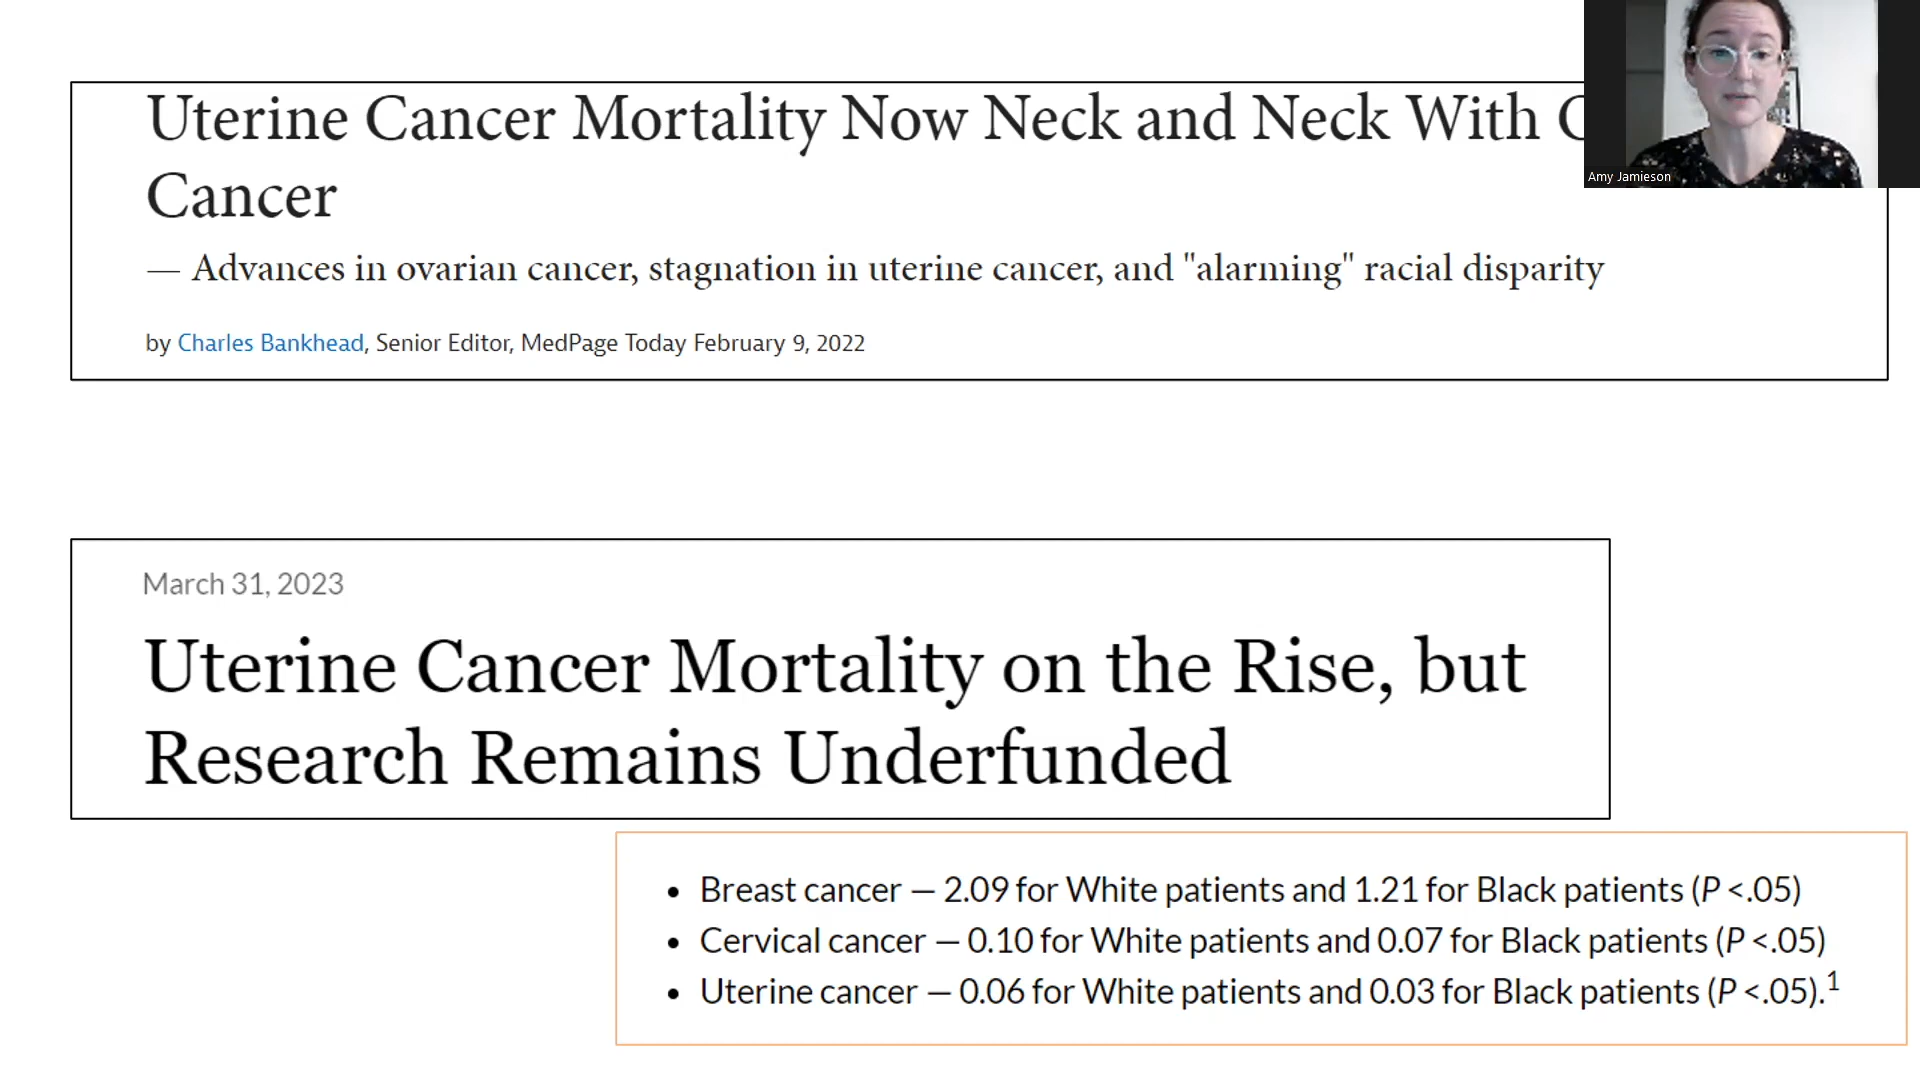 Uterine Cancer Mortality Now Neck and Neck With
Cancer
— Advances in ovarian cancer, stagnation in uterine cancer, and "alarming" racial disparity
by Charles Bankhead, Senior Editor, MedPage Today February 9, 2022
Amy Jamieson
March 31, 2023
Uterine Cancer Mortality on the Rise, but
Research Remains Underfunded
• Breast cancer — 2.09 for White patients and 1.21 for Black patients (P <.05)
• Cervical cancer — 0.10 for White patients and 0.07 for Black patients (P <.05)
• Uterine cancer — 0.06 for White patients and 0.03 for Black patients (P <.05).1